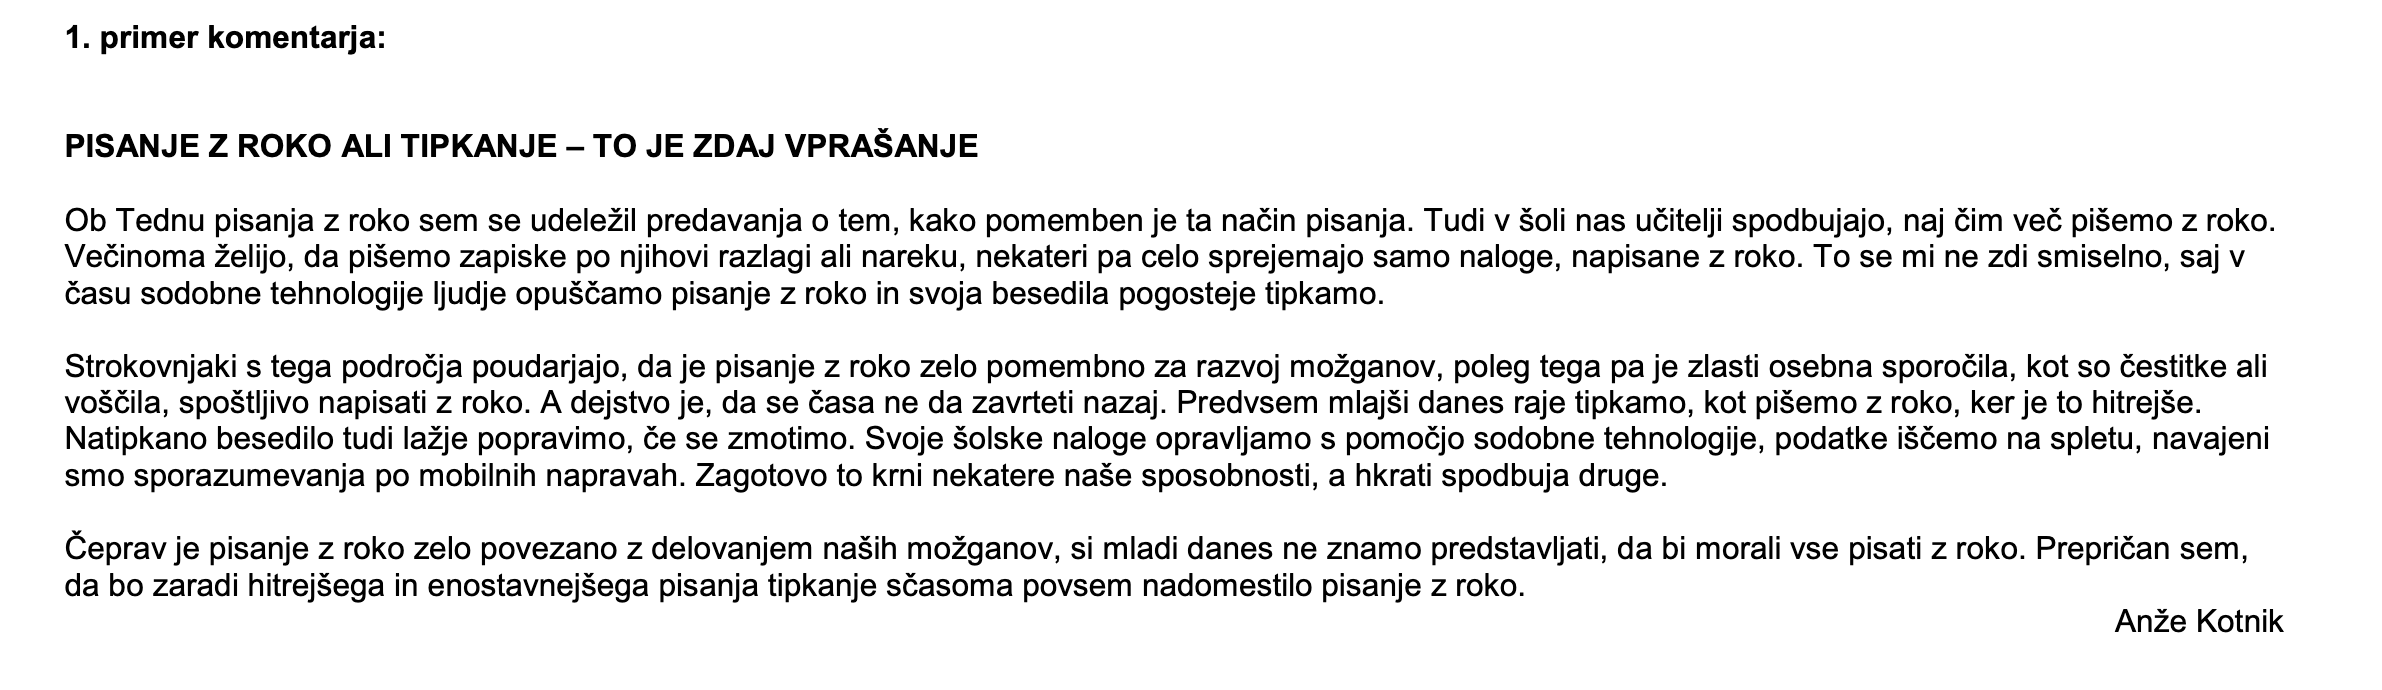 1. primer komentarja:
PISANJE Z ROKO ALI TIPKANJE – TO JE ZDAJ VPRAŠANJE
Ob Tednu pisanja z roko sem se udeležil predavanja o tem, kako pomemben je ta način pisanja. Tudi v šoli nas učitelji spodbujajo, naj čim več pišemo z roko.
Večinoma želijo, da pišemo zapiske po njihovi razlagi ali nareku, nekateri pa celo sprejemajo samo naloge, napisane z roko. To se mi ne zdi smiselno, saj v
času sodobne tehnologije ljudje opuščamo pisanje z roko in svoja besedila pogosteje tipkamo.
Strokovnjaki s tega področja poudarjajo, da je pisanje z roko zelo pomembno za razvoj možganov, poleg tega pa je zlasti osebna sporočila, kot so čestitke ali
voščila, spoštljivo napisati z roko. A dejstvo je, da se časa ne da zavrteti nazaj. Predvsem mlajši danes raje tipkamo, kot pišemo z roko, ker je to hitrejše.
Natipkano besedilo tudi lažje popravimo, če se zmotimo. Svoje šolske naloge opravljamo s pomočjo sodobne tehnologije, podatke iščemo na spletu, navajeni
smo sporazumevanja po mobilnih napravah. Zagotovo to krni nekatere naše sposobnosti, a hkrati spodbuja druge.
Čeprav je pisanje z roko zelo povezano z delovanjem naših možganov, si mladi danes ne znamo predstavljati, da bi morali vse pisati z roko. Prepričan sem,
da bo zaradi hitrejšega in enostavnejšega pisanja tipkanje sčasoma povsem nadomestilo pisanje z roko.
Anže Kotnik